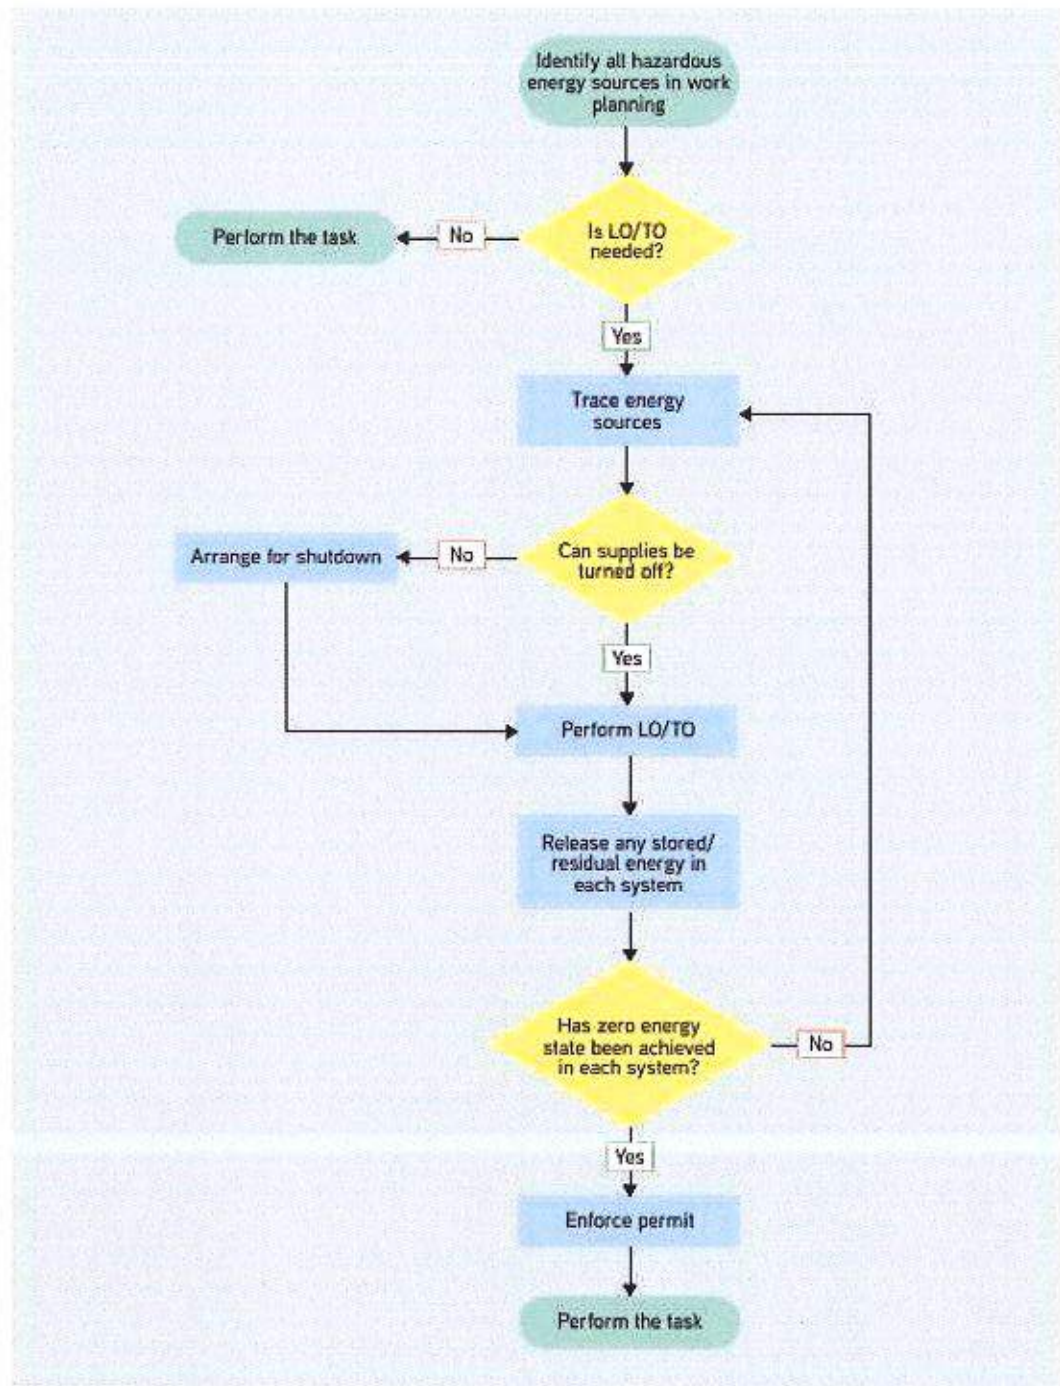 Identify all hazardous
energy sources in work
planning
Is LO/TO
needed?
No
Perform the task
Yes
Trace energy
sources
Can supplies be
turned off?
No
Arrange for shutdown
Yes
Perform LO/TO
Release any stored/
residual energy in
each system
Has zero energy
state been achieved
in each system?
No
Yes
Enforce permit
Perform the task